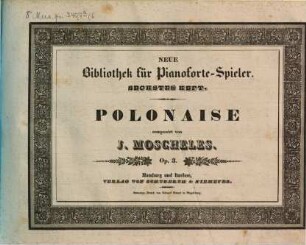 NEUE
Bibliothek für Pianoforte-Spieler.
SECHSTES HEFT.
POLONAISE
componirt von
J. MOSCHELES.
Op. 3.
Hamburg und Itzehoe,
VERLAG VON SCHUBERTH & NIEMEYER.